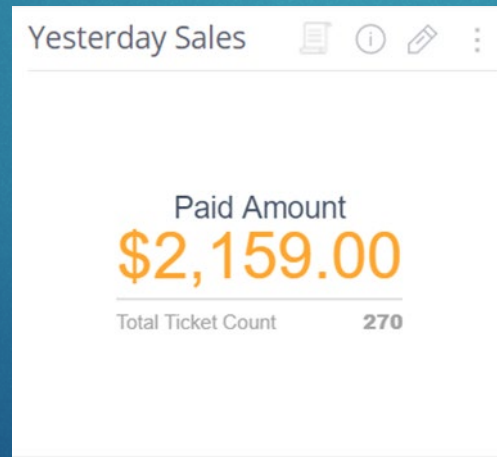 Yesterday Sales
Paid Amount
$2,159.00
Total Ticket Count 270